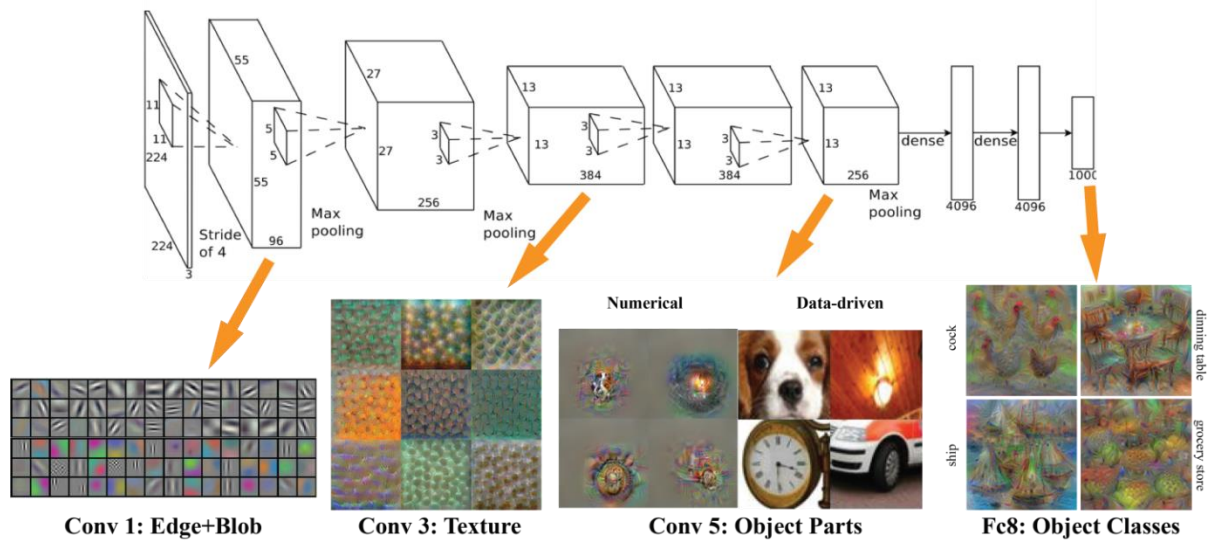 11
11
224
224
3
Stride
of 4
55
55
5
5
96
Max
pooling
27
27
3
3
256
Max
pooling
13
13
3
3
384
13
13
3
3
384
13
13
256
Max
pooling
dense
4096
dense
4096
1000
Conv 1: Edge+Blob
Conv 3: Texture
Numerical
Data-driven
Conv 5: Object Parts
cock
dinning table
ship
grocery store
Fc8: Object Classes